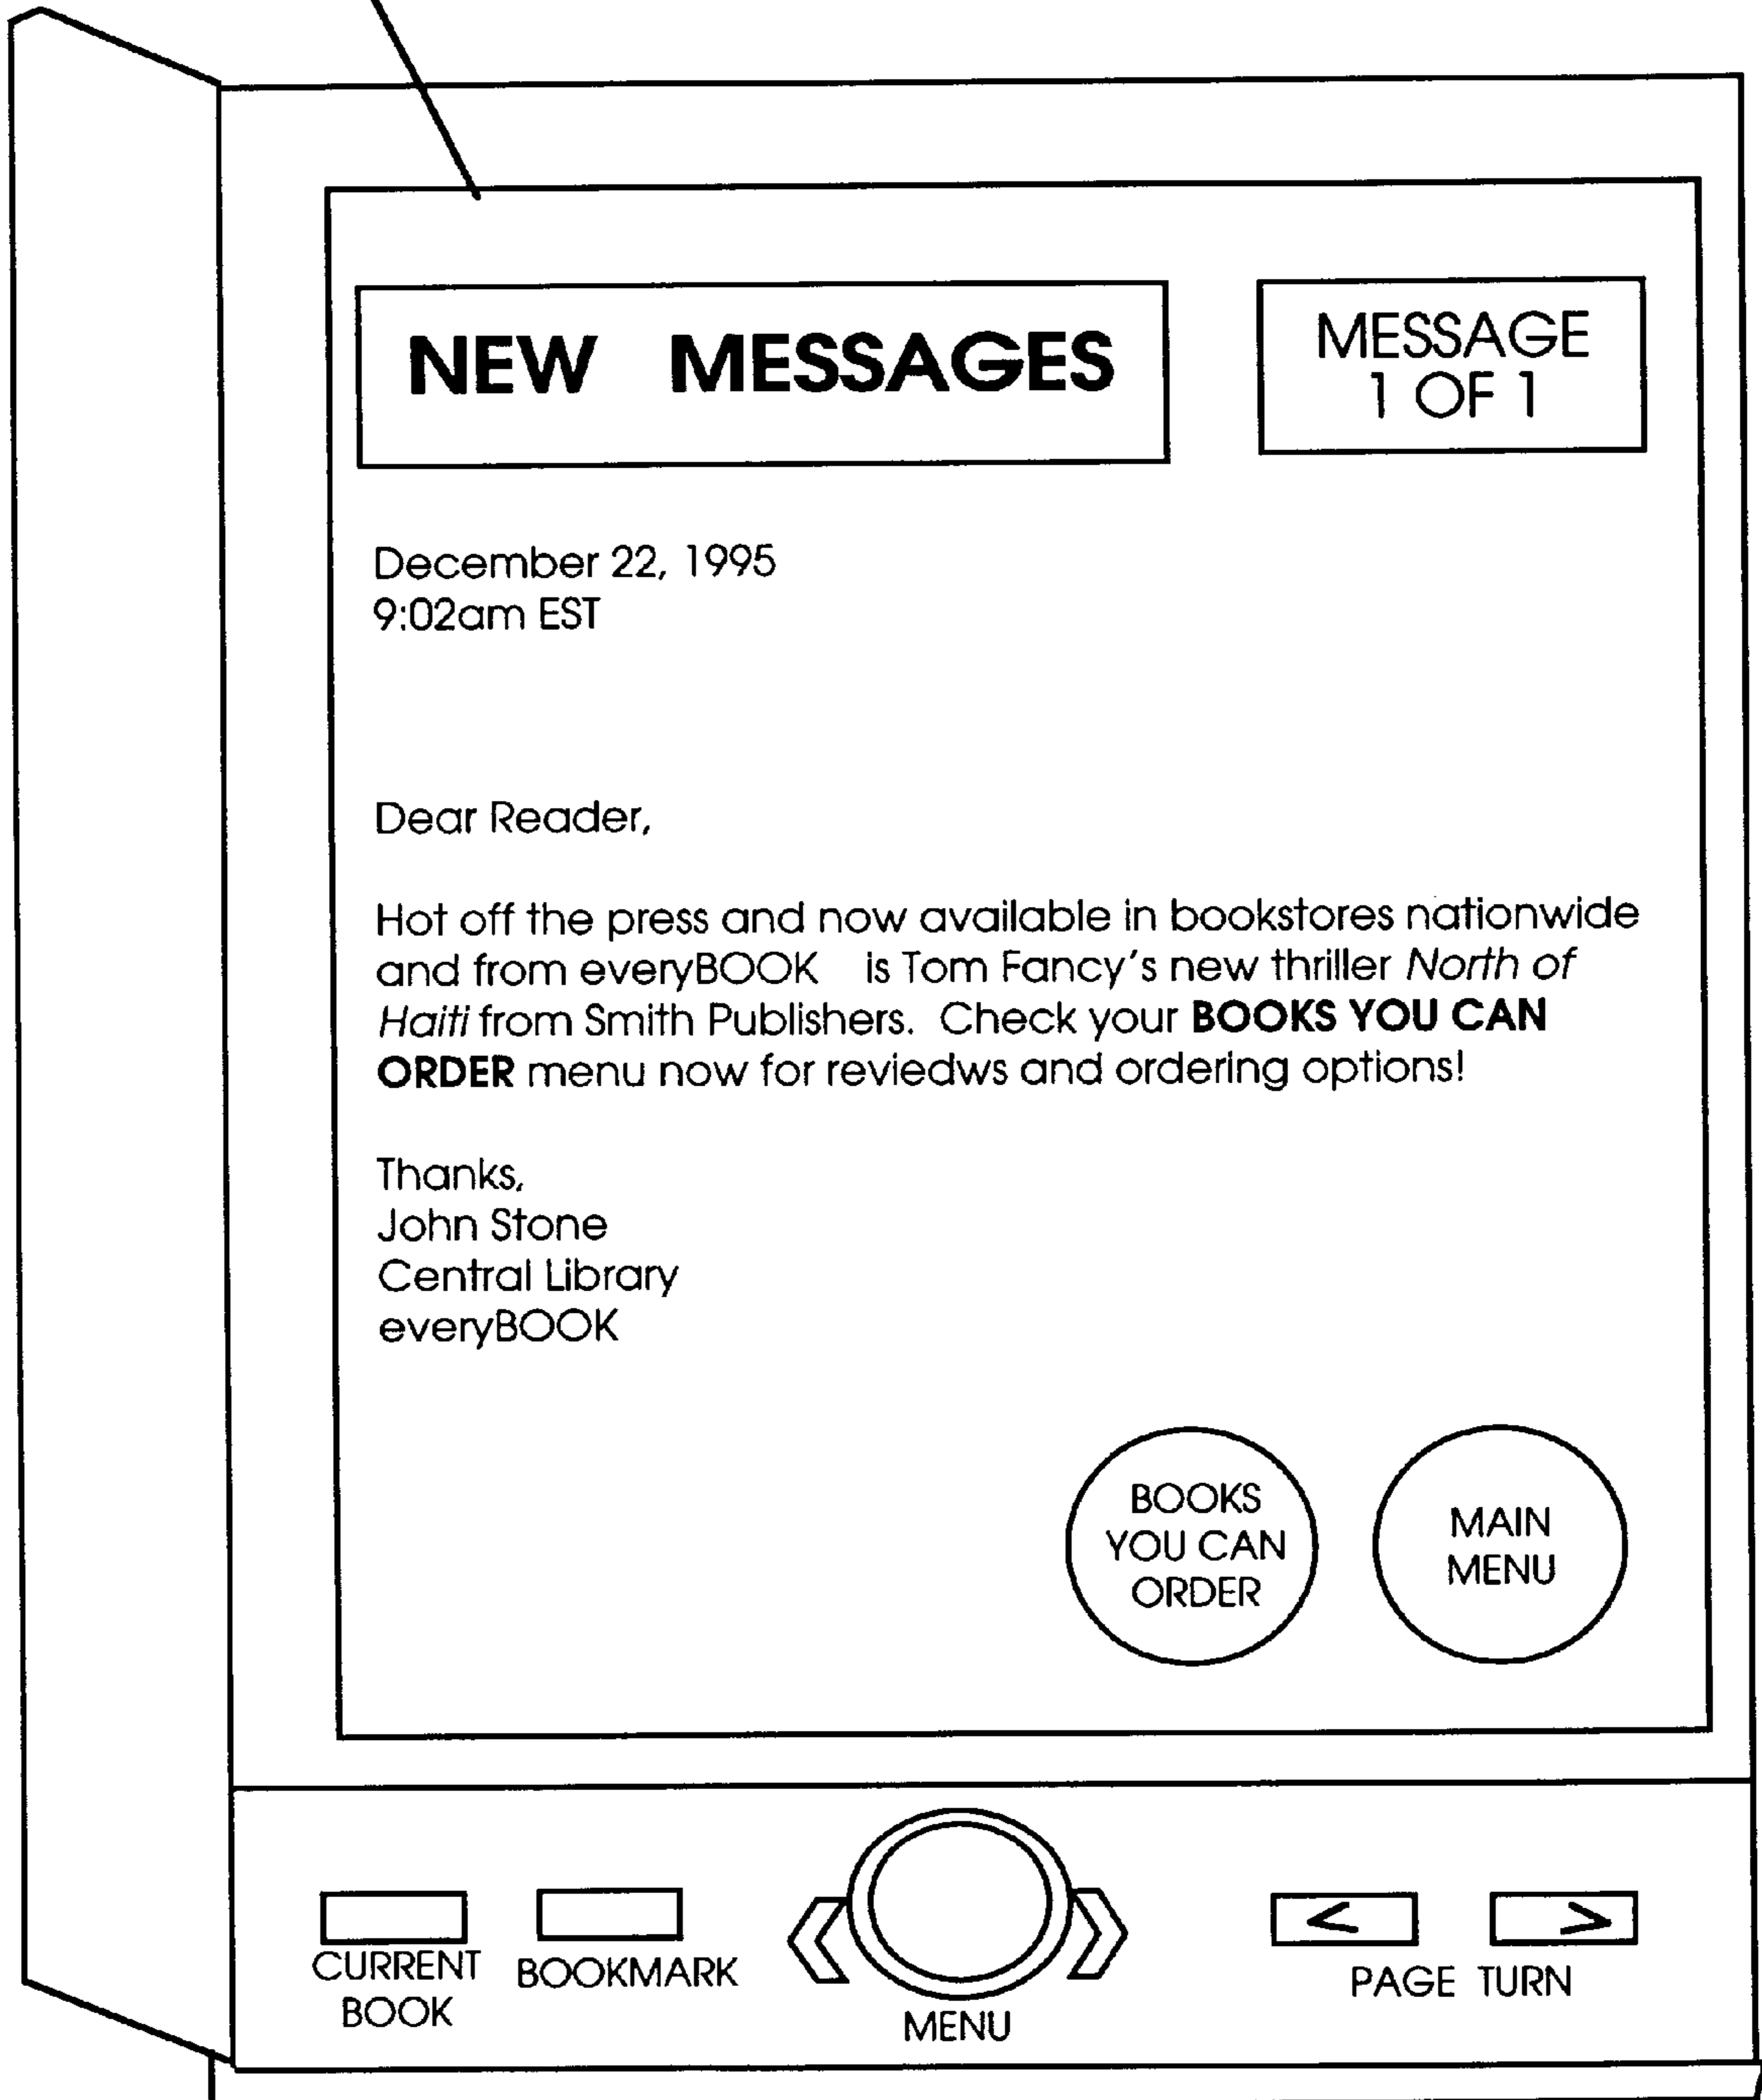 NEW MESSAGES
MESSAGE
1 OF 1
December 22, 1995
9:02am EST
Dear Reader,
Hot off the press and now available in bookstores nationwide
and from everyBOOK is Tom Fancy's new thriller North of
Haiti from Smith Publishers. Check your BOOKS YOU CAN
ORDER menu now for reviedws and ordering options!
Thanks,
John Stone
Central Library
everyBOOK
BOOKS
YOU CAN
ORDER
MAIN
MENU
CURRENT
BOOK
BOOKMARK
MENU
< >
PAGE TURN